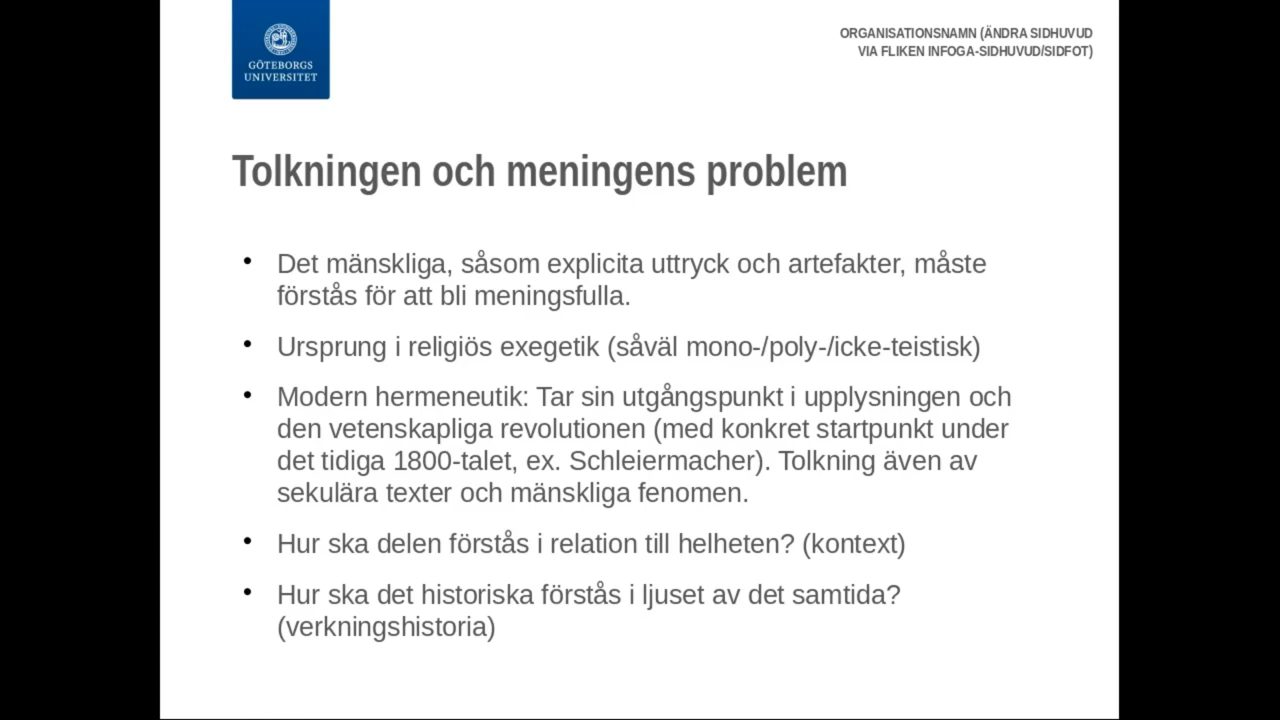 GÖTEBORGS
UNIVERSITET
ORGANISATIONSNAMN (ÄNDRA SIDHUVUD
VIA FLIKEN INFOGA-SIDHUVUD/SIDFOT)
Tolkningen och meningens problem
• Det mänskliga, såsom explicita uttryck och artefakter, måste
förstås för att bli meningsfulla.
• Ursprung i religiös exegetik (såväl mono-/poly-/icke-teistisk)
• Modern hermeneutik: Tar sin utgångspunkt i upplysningen och
den vetenskapliga revolutionen (med konkret startpunkt under
det tidiga 1800-talet, ex. Schleiermacher). Tolkning även av
sekulära texter och mänskliga fenomen.
• Hur ska delen förstås i relation till helheten? (kontext)
• Hur ska det historiska förstås i ljuset av det samtida?
(verkningshistoria)